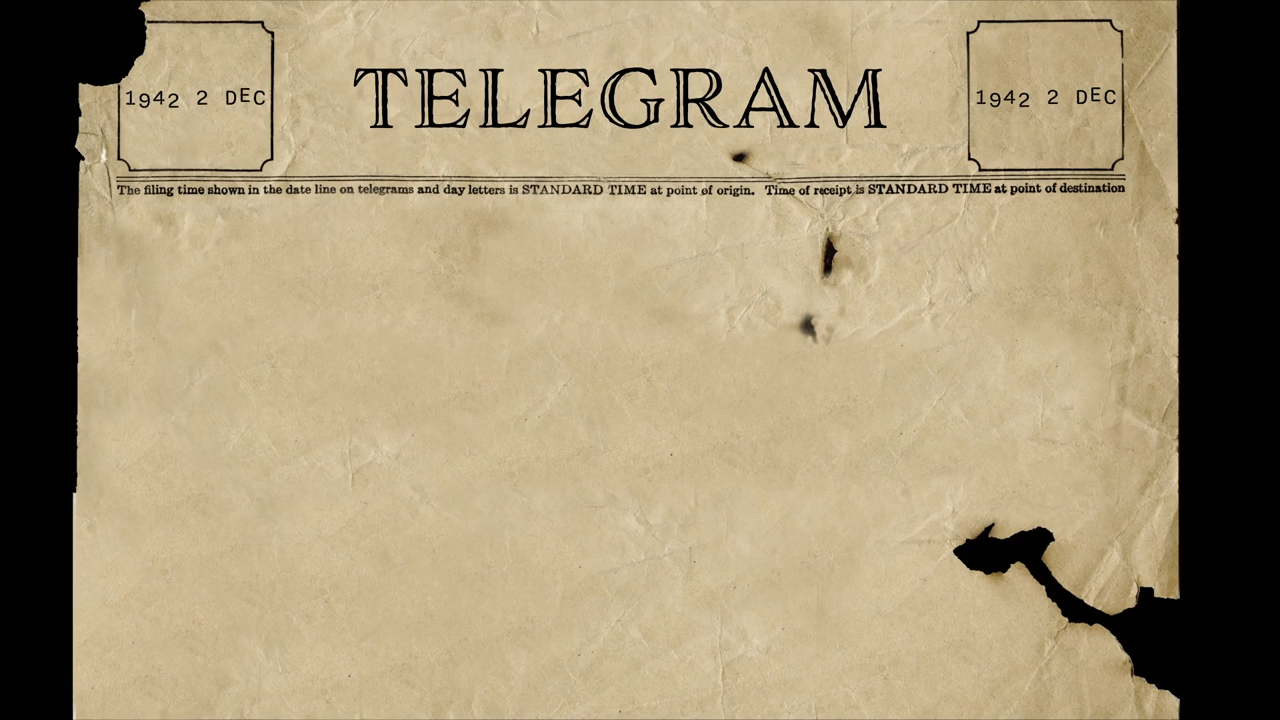 1942 2 DEC
TELEGRAM
1942 2 DEC
The filing time shown in the date line on telegrams and day letters is STANDARD TIME at point of origin. Time of receipt is STANDARD TIME at point of destination